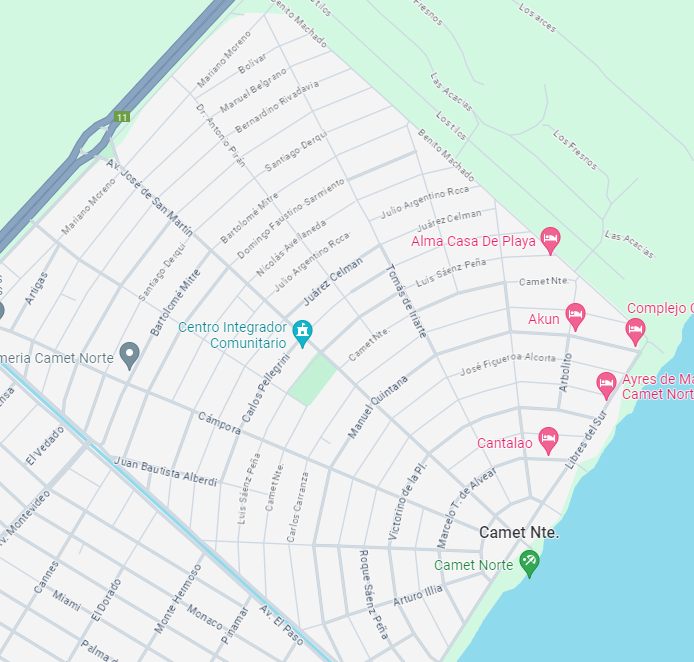 Benito Machado
Los Fresnos
Los arces
Mariano Moreno
Bolivar
Manuel Belgrano
Bernardino Rivadavia
Las Acacias
Los tilos
11
Dr. Antonio Pirán
Santiago Derqui
Benito Machado
Los Fresnos
Av. José de San Martín
Mariano Moreno
Bartolomé Mitre
Domingo Faustino Sarmiento
Nicolás Avellaneda
Julio Argentino Rcca
Julio Argentino Rcca
Juárez Celman
Las Acacias
Alma Casa De Playa
Santiago Derqui
Artigas
Bartolomé Mitre
Juárez Celman
Tomás de Iriarte
Luis Sáenz Peña
Camet Nte.
Akun
Complejo
Centro Integrador
Comunitario
Camet Nte.
meria Camet Norte
José Figueroa Alcorta
Arbolito
Ayres de Ma
Camet Nort
Carlos Pellegrini
Manuel Quintana
Cámpora
Cantalao
Libres del Sur
El Vedado
Juan Bautista Alberdi
Luis Sáenz Peña
Camet Nte.
Carlos Carranza
Victorino de la Pl.
Marcelo T. de Alvear
Av. Montevideo
Camet Nte.
Camet Norte
Cannes
Miami
El Dorado
Monte Hermoso
Monaco
Pinamar
Av. El Paso
Roque Sáenz Peña
Arturo Illia
Palma de